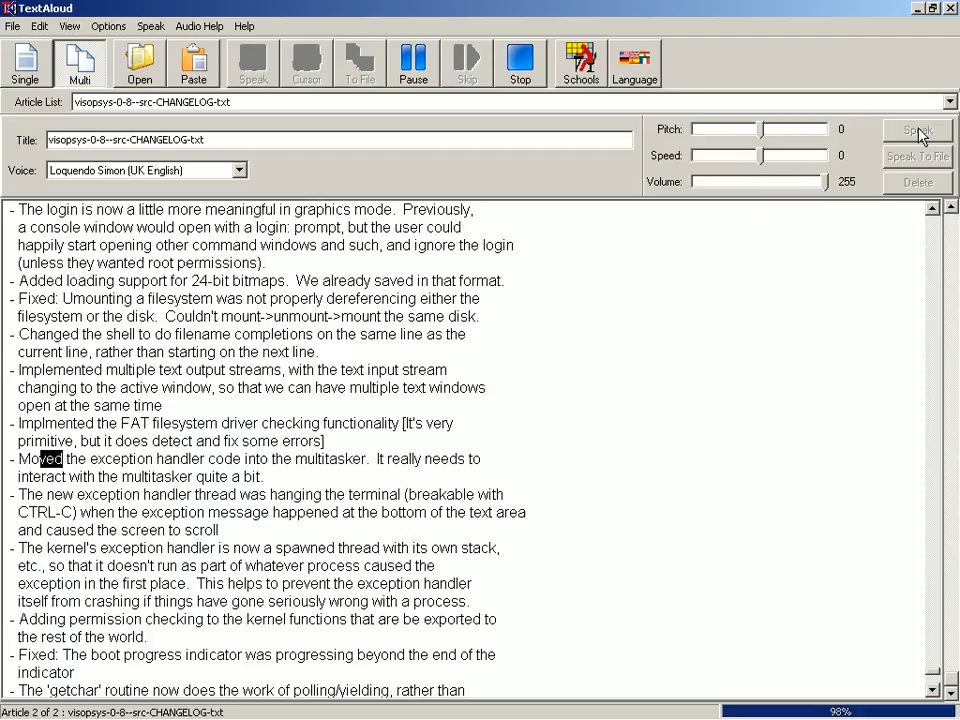 TextAloud
File Edit View Options Speak Audio Help Help
Single Multi Open Paste Speak Cursor To File Pause Skip Stop Schools Language
Article List: visopsys-0-8--src-CHANGELOG-txt
Title: visopsys-0-8--src-CHANGELOG-txt
Voice: Loquendo Simon (UK English)
Pitch: 0 Speak
Speed: 0 Speak To File
Volume: 255 Delete
- The login is now a little more meaningful in graphics mode.  Previously,
a console window would open with a login: prompt, but the user could
happily start opening other command windows and such, and ignore the login
(unless they wanted root permissions).
- Added loading support for 24-bit bitmaps.  We already saved in that format.
- Fixed: Umounting a filesystem was not properly dereferencing either the
filesystem or the disk.  Couldn't mount->unmount->mount the same disk.
- Changed the shell to do filename completions on the same line as the
current line, rather than starting on the next line.
- Implemented multiple text output streams, with the text input stream
changing to the active window, so that we can have multiple text windows
open at the same time
- Implmented the FAT filesystem driver checking functionality [It's very
primitive, but it does detect and fix some errors]
- Moved the exception handler code into the multitasker.  It really needs to
interact with the multitasker quite a bit.
- The new exception handler thread was hanging the terminal (breakable with
CTRL-C) when the exception message happened at the bottom of the text area
and caused the screen to scroll
- The kernel's exception handler is now a spawned thread with its own stack,
etc., so that it doesn't run as part of whatever process caused the
exception in the first place.  This helps to prevent the exception handler
itself from crashing if things have gone seriously wrong with a process.
- Adding permission checking to the kernel functions that are be exported to
the rest of the world.
- Fixed: The boot progress indicator was progressing beyond the end of the
indicator
- The 'getchar' routine now does the work of polling/yielding, rather than
Article 2 of 2 : visopsys-0-8--src-CHANGELOG-txt 98%